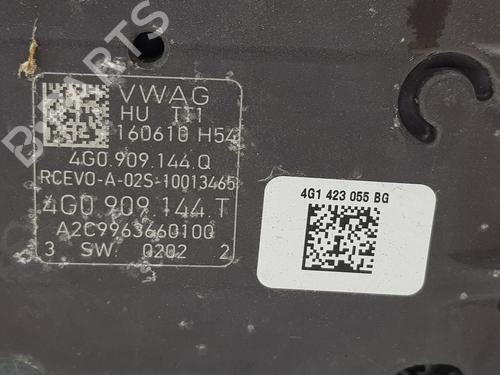 VWAG
HU TT1
160610 H54
4G0.909.144.Q
RCEVO-A-02S-10013465
4G0 909.144.T
A2C9963660100
3 SW: 0202 2
4G1 423 055 BG